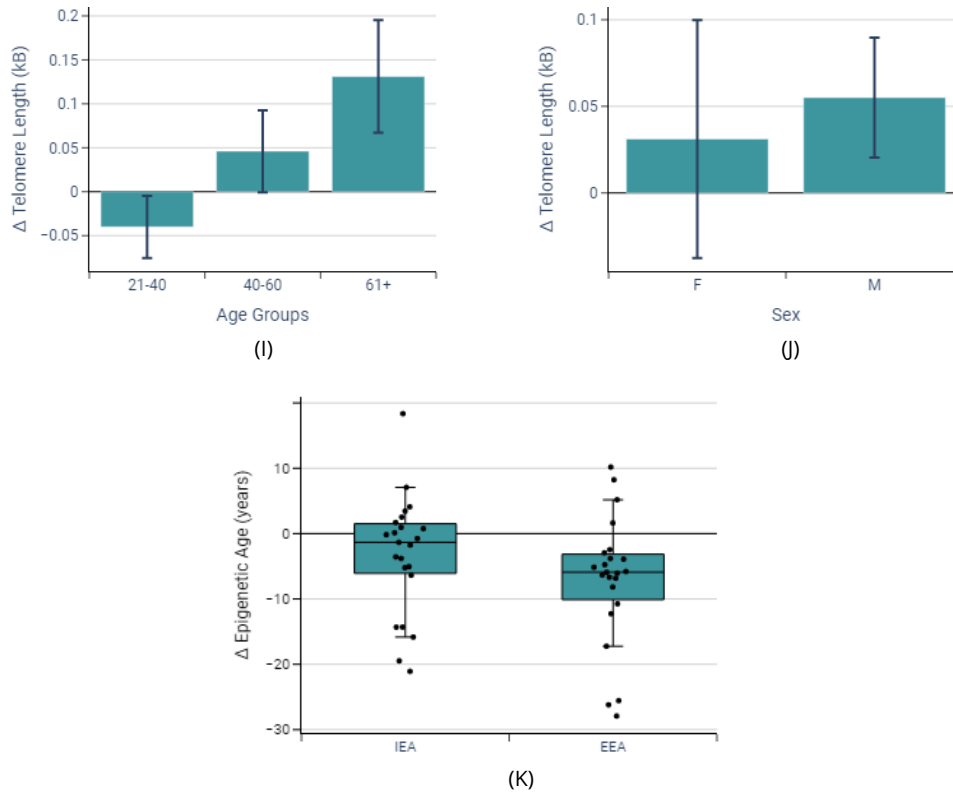 Δ Telomere Length (kB)
0.2
0.15
0.1
0.05
0
−0.05
21-40 40-60 61+
Age Groups
(I)
Δ Telomere Length (kB)
0.1
0.05
0
F M
Sex
(J)
Δ Epigenetic Age (years)
10
0
−10
−20
−30
IEA EEA
(K)